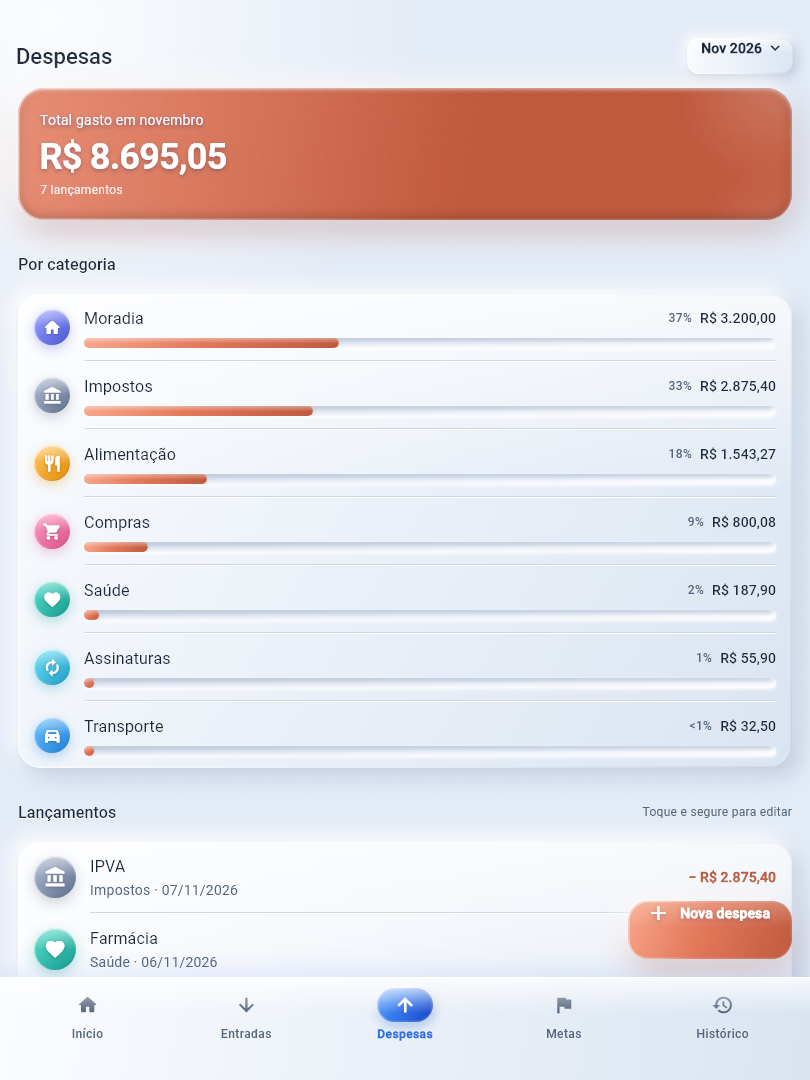 Despesas
Nov 2026
Total gasto em novembro
R$ 8.695,05
7 lançamentos
Por categoria
Moradia 37% R$ 3.200,00
Impostos 33% R$ 2.875,40
Alimentação 18% R$ 1.543,27
Compras 9% R$ 800,08
Saúde 2% R$ 187,90
Assinaturas 1% R$ 55,90
Transporte <1% R$ 32,50
Lançamentos Toque e segure para editar
IPVA
Impostos · 07/11/2026
− R$ 2.875,40
Nova despesa
Farmácia
Saúde · 06/11/2026
Início Entradas Despesas Metas Histórico